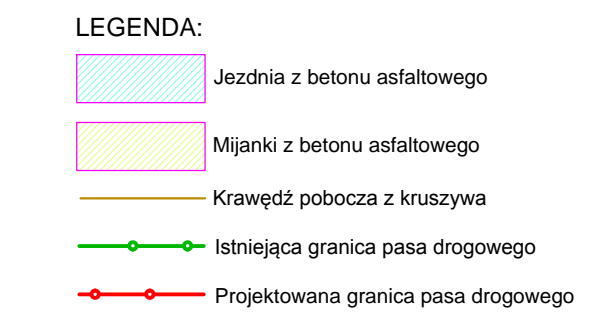 LEGENDA:
Jezdnia z betonu asfaltowego
Mijanki z betonu asfaltowego
Krawędź pobocza z kruszywa
Istniejąca granica pasa drogowego
Projektowana granica pasa drogowego